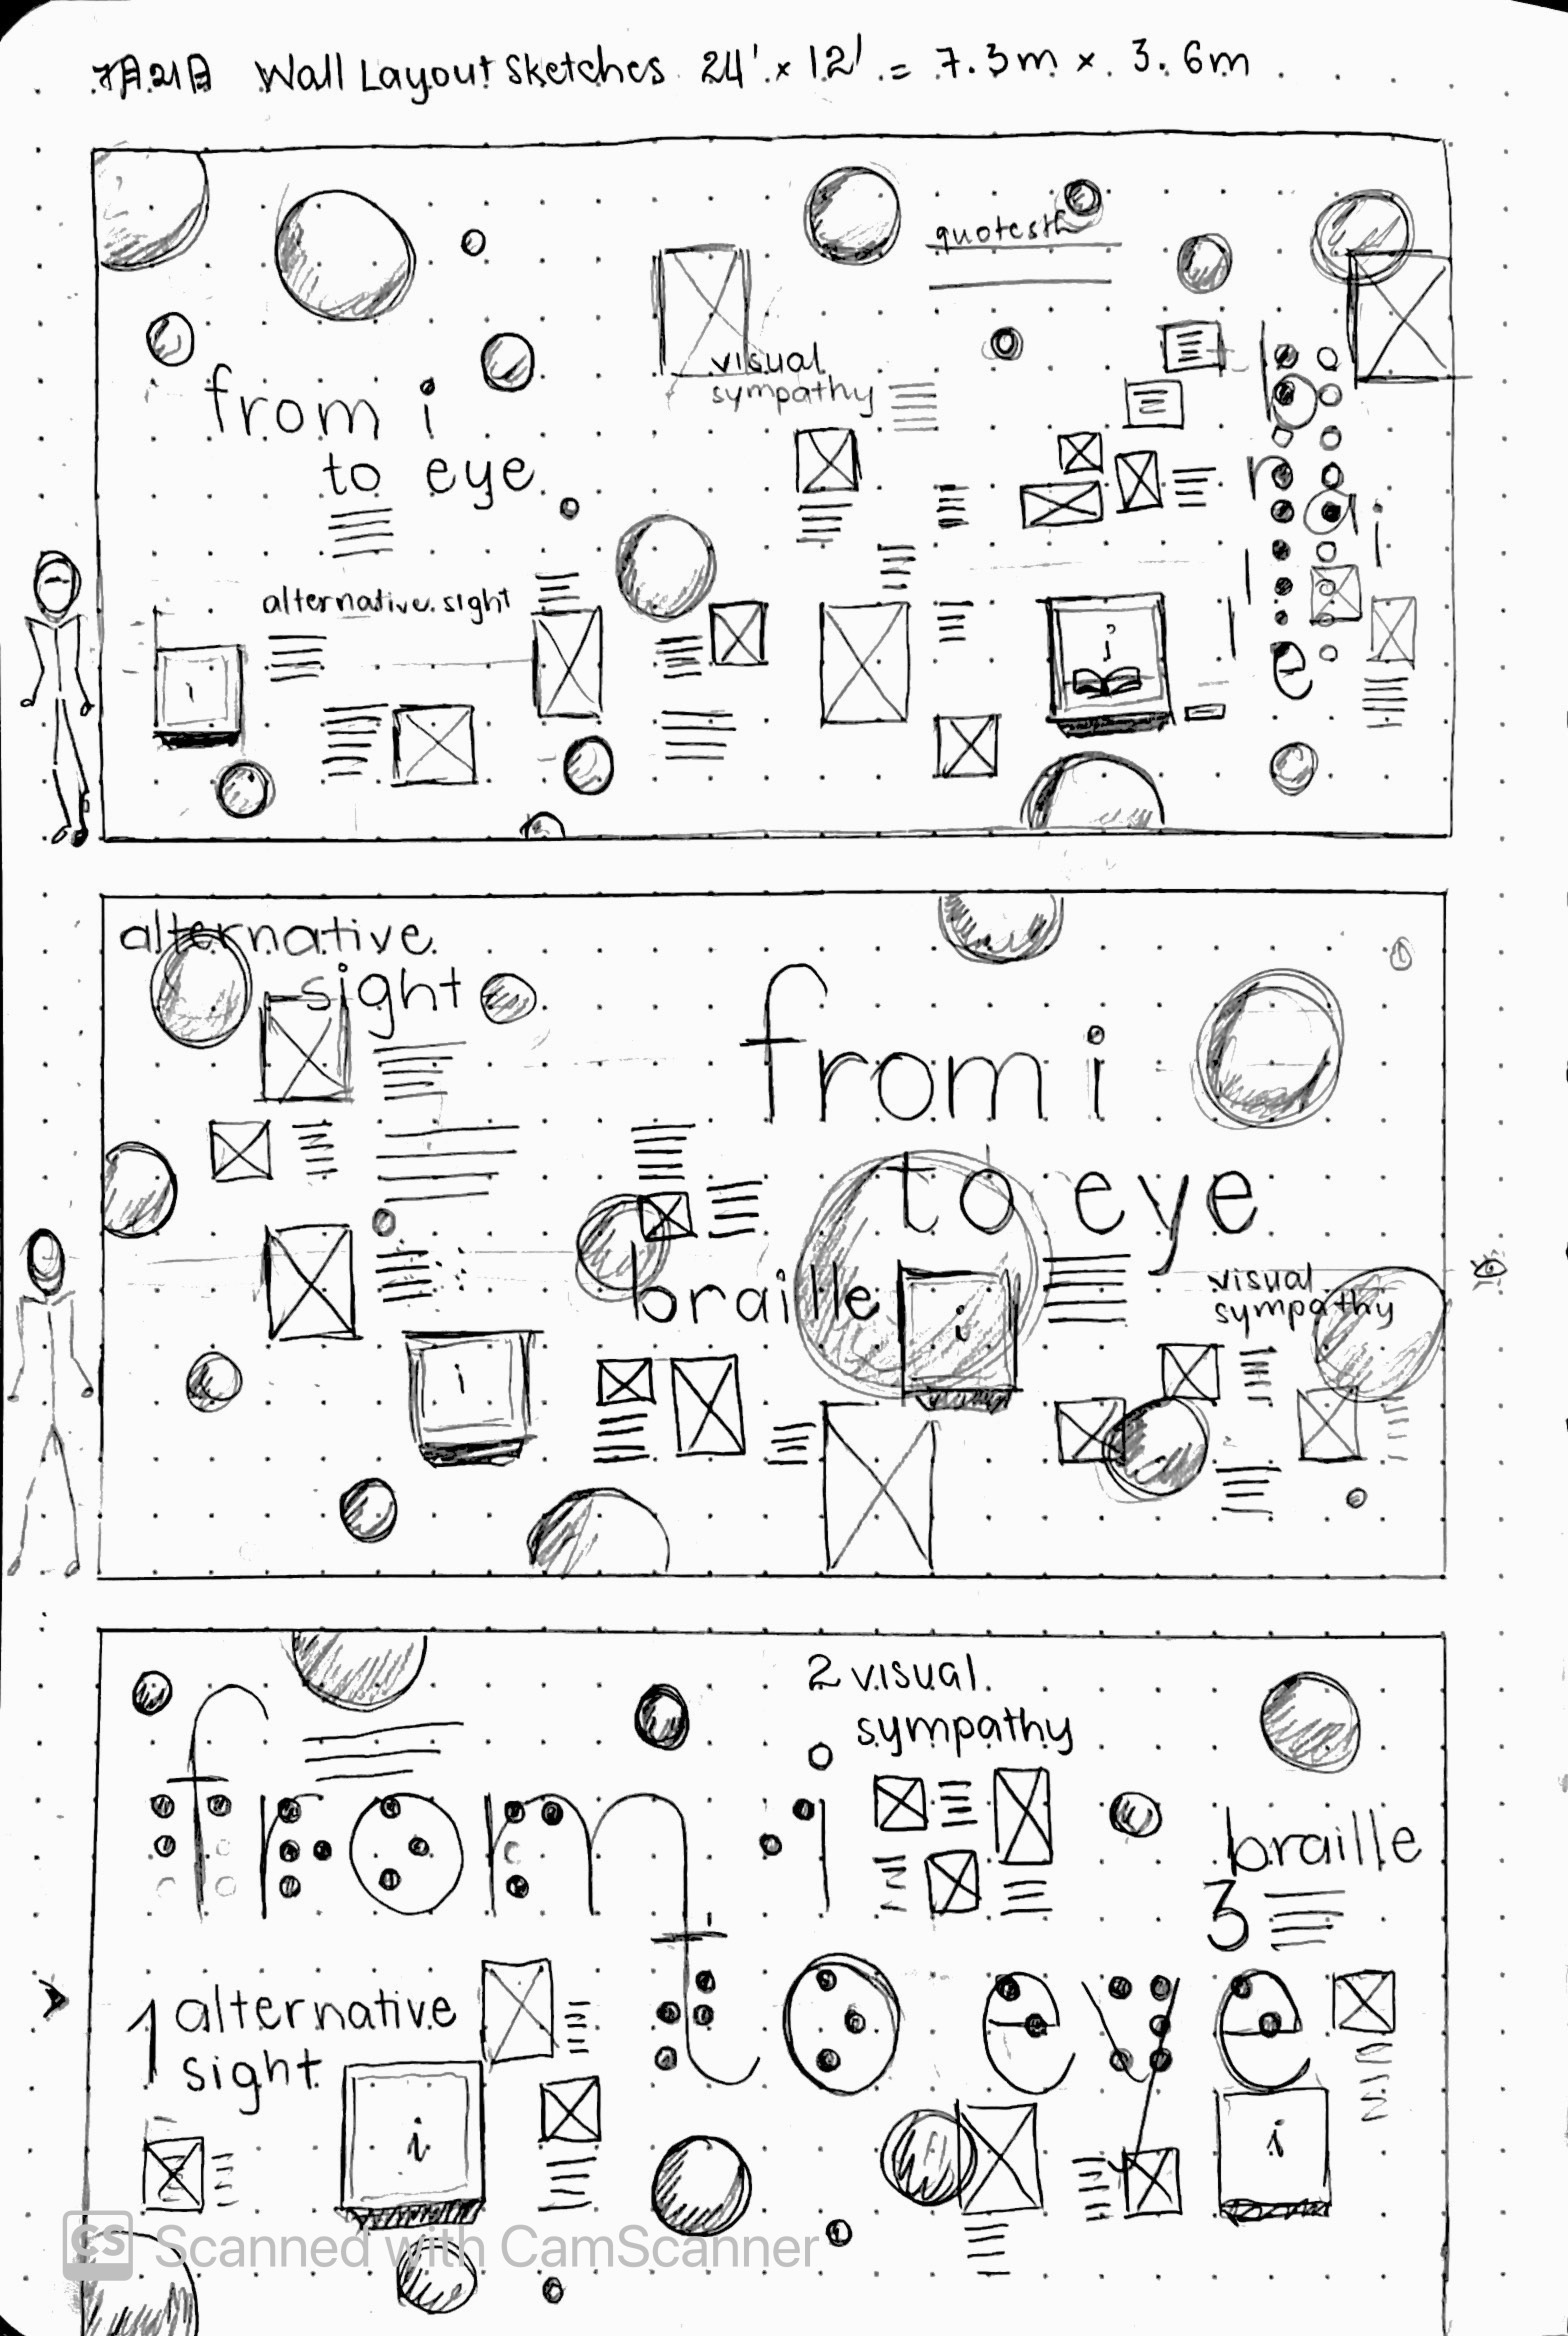 7月21日 Wall Layout Sketches 24' x 12' = 7.3m x 3.6m
quotesth
from i
to eye
visual
sympathy
alternative sight
i
i
braille
alternative
sight
from i
to eye
braille
visual
sympathy
i
i
2 visual
sympathy
from i
braille
3
1 alternative
sight
to eye
i
i
CS Scanned with CamScanner